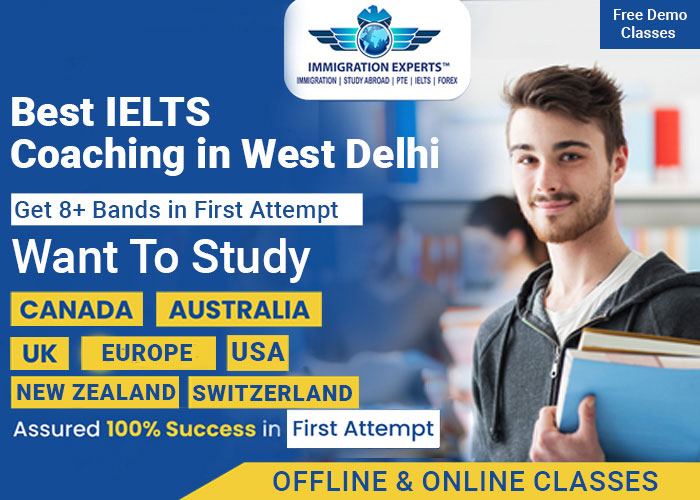 Free Demo
Classes
IMMIGRATION EXPERTS™
IMMIGRATION | STUDY ABROAD | PTE | IELTS | FOREX
Best IELTS
Coaching in West Delhi
Get 8+ Bands in First Attempt
Want To Study
CANADA AUSTRALIA
UK EUROPE USA
NEW ZEALAND SWITZERLAND
Assured 100% Success in First Attempt
OFFLINE & ONLINE CLASSES